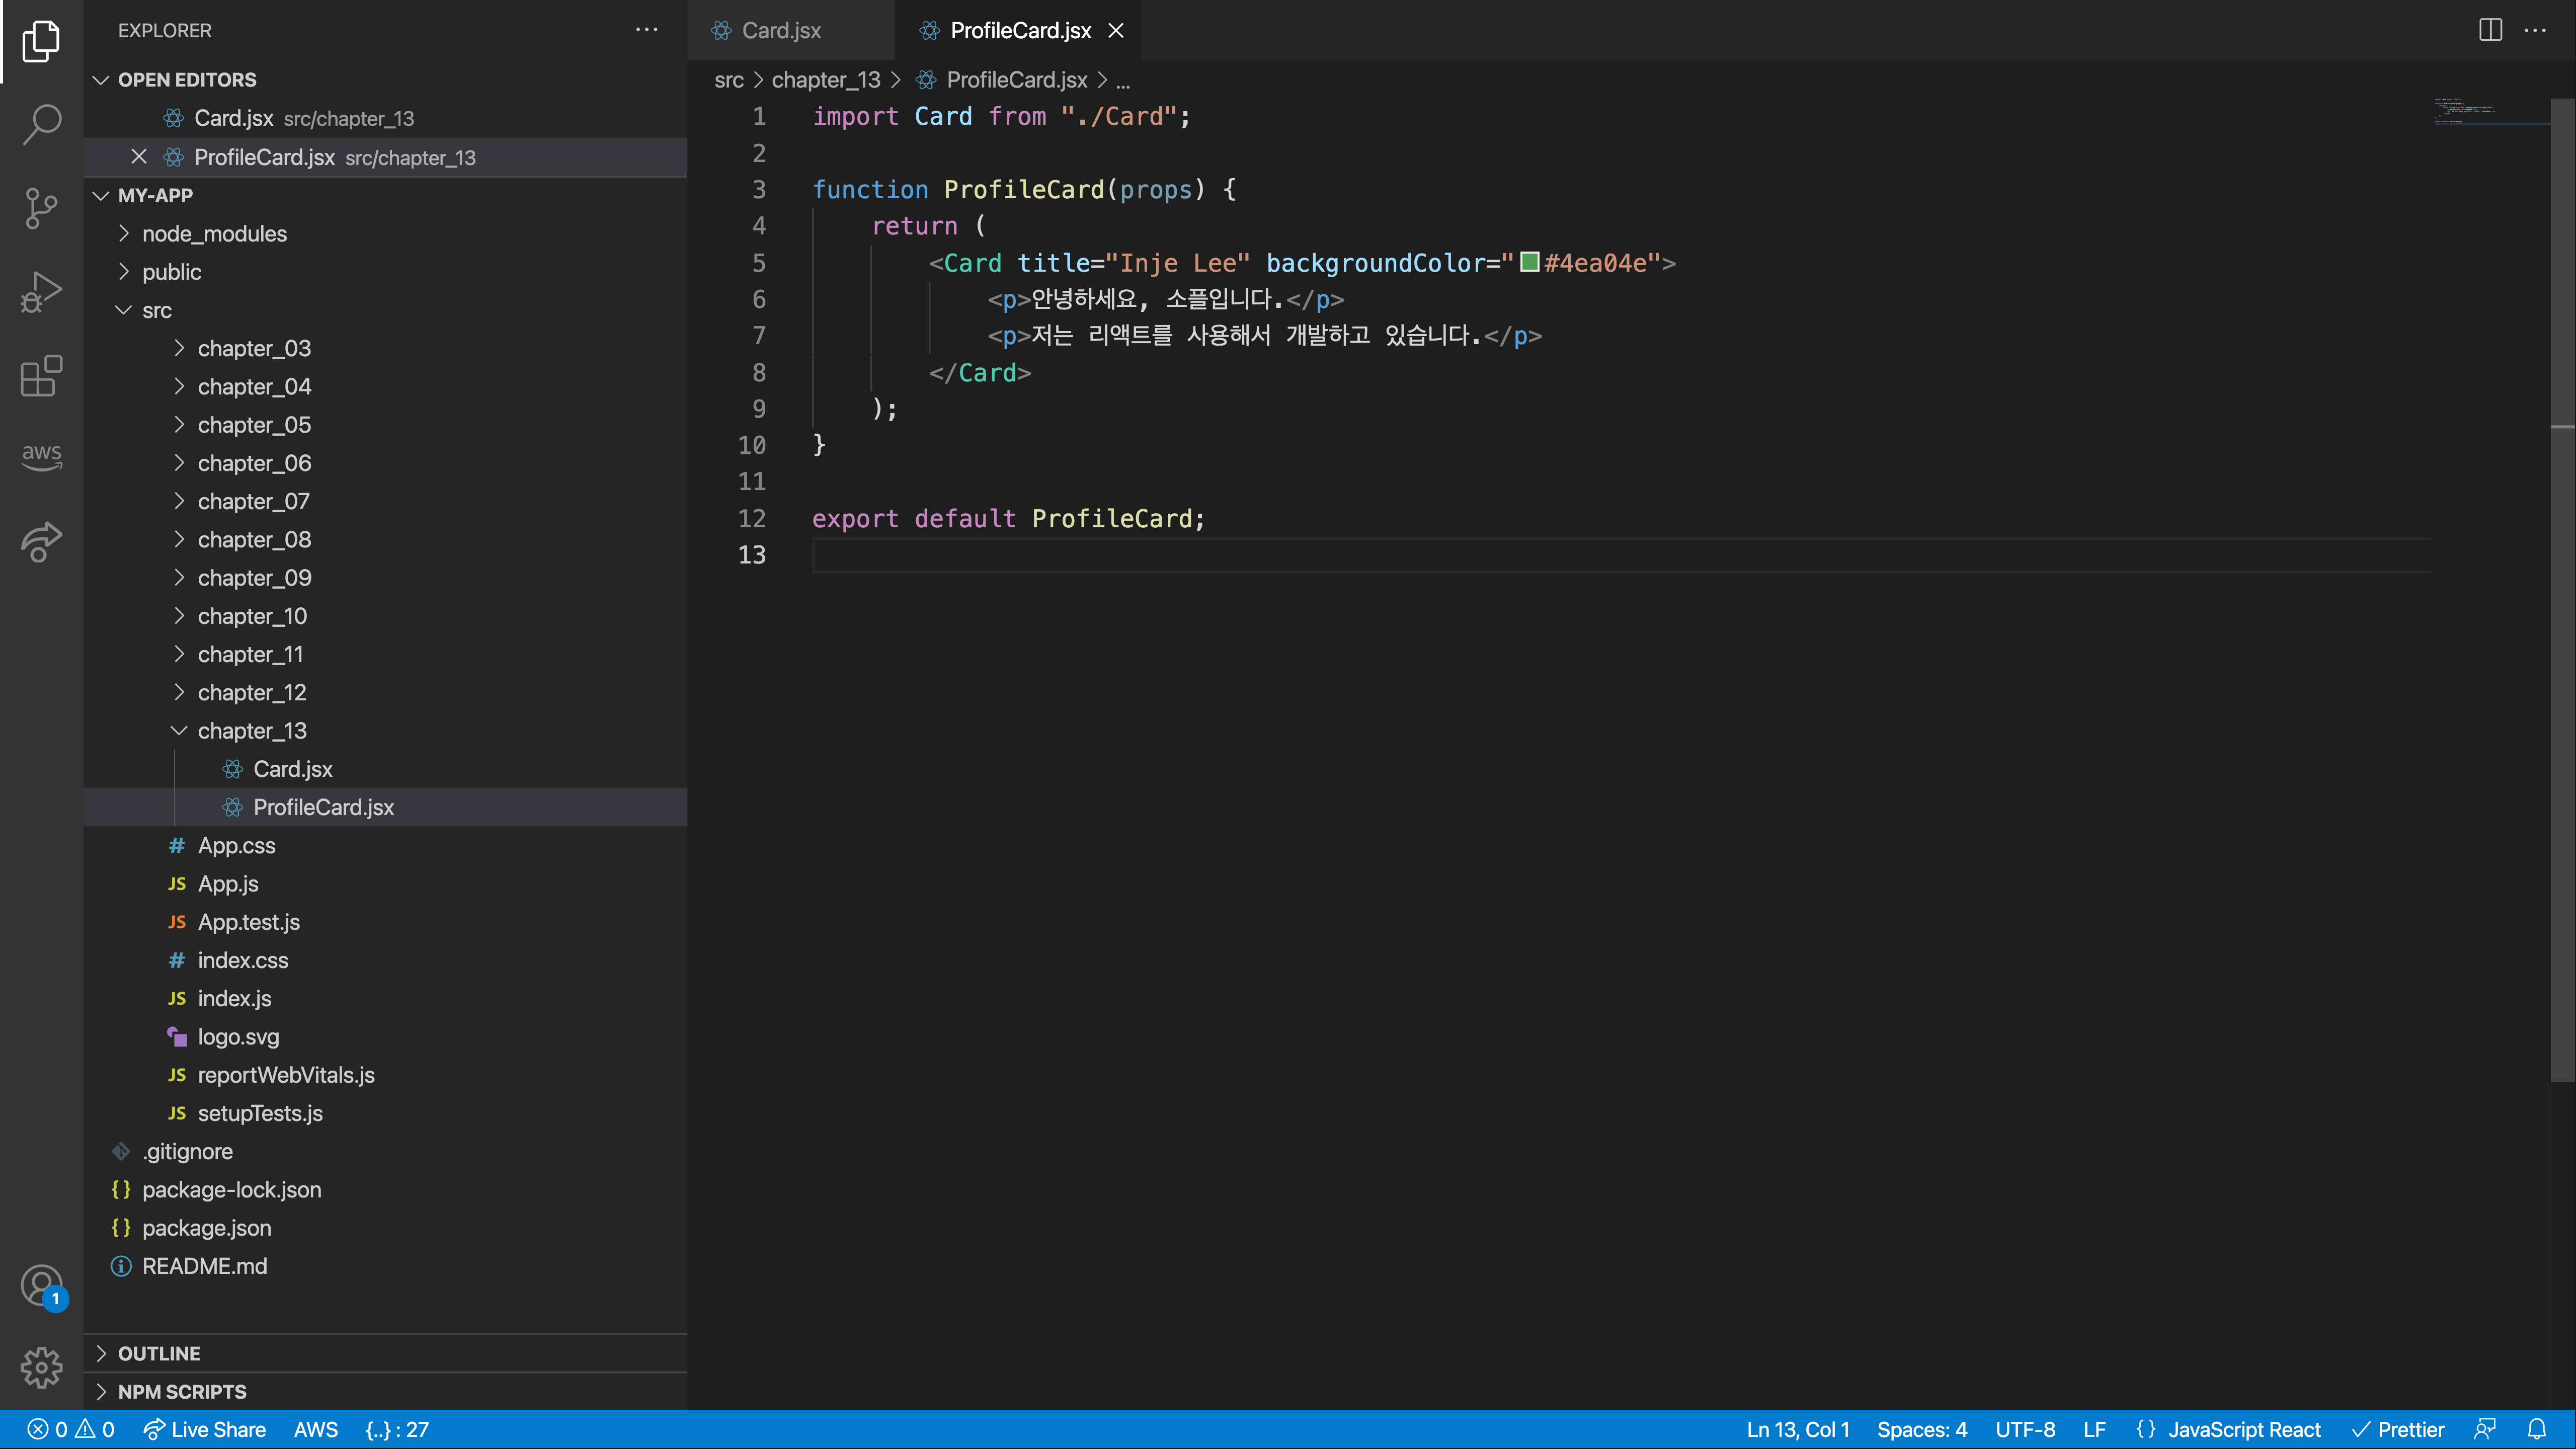 EXPLORER
OPEN EDITORS
Card.jsx src/chapter_13
ProfileCard.jsx src/chapter_13
MY-APP
node_modules
public
src
chapter_03
chapter_04
chapter_05
chapter_06
chapter_07
chapter_08
chapter_09
chapter_10
chapter_11
chapter_12
chapter_13
Card.jsx
ProfileCard.jsx
# App.css
JS App.js
JS App.test.js
# index.css
JS index.js
logo.svg
JS reportWebVitals.js
JS setupTests.js
.gitignore
{} package-lock.json
{} package.json
README.md
OUTLINE
NPM SCRIPTS
aws
1
Card.jsx
ProfileCard.jsx
src > chapter_13 > ProfileCard.jsx > ...
1 import Card from "./Card";
2
3 function ProfileCard(props) {
4 return (
5 <Card title="Inje Lee" backgroundColor="#4ea04e">
6 <p>안녕하세요, 소플입니다.</p>
7 <p>저는 리액트를 사용해서 개발하고 있습니다.</p>
8 </Card>
9 );
10 }
11
12 export default ProfileCard;
13
0 0 Live Share AWS {..} : 27 Ln 13, Col 1 Spaces: 4 UTF-8 LF {} JavaScript React Prettier